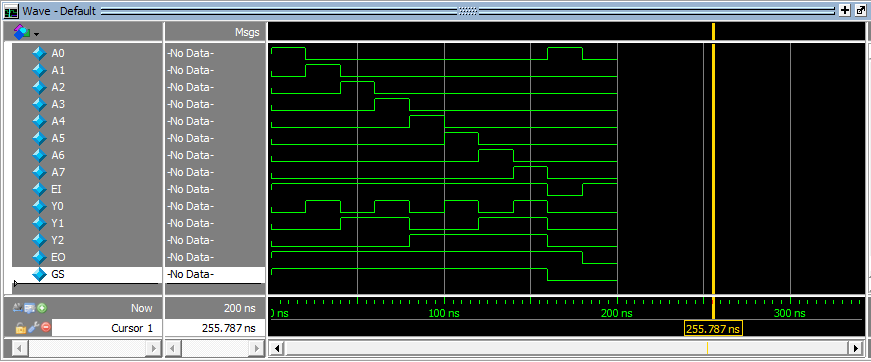 Wave - Default
Msgs
A0 -No Data-
A1 -No Data-
A2 -No Data-
A3 -No Data-
A4 -No Data-
A5 -No Data-
A6 -No Data-
A7 -No Data-
EI -No Data-
Y0 -No Data-
Y1 -No Data-
Y2 -No Data-
EO -No Data-
GS -No Data-
Now 200 ns 0 ns 100 ns 200 ns 300 ns
Cursor 1 255.787 ns 255.787 ns